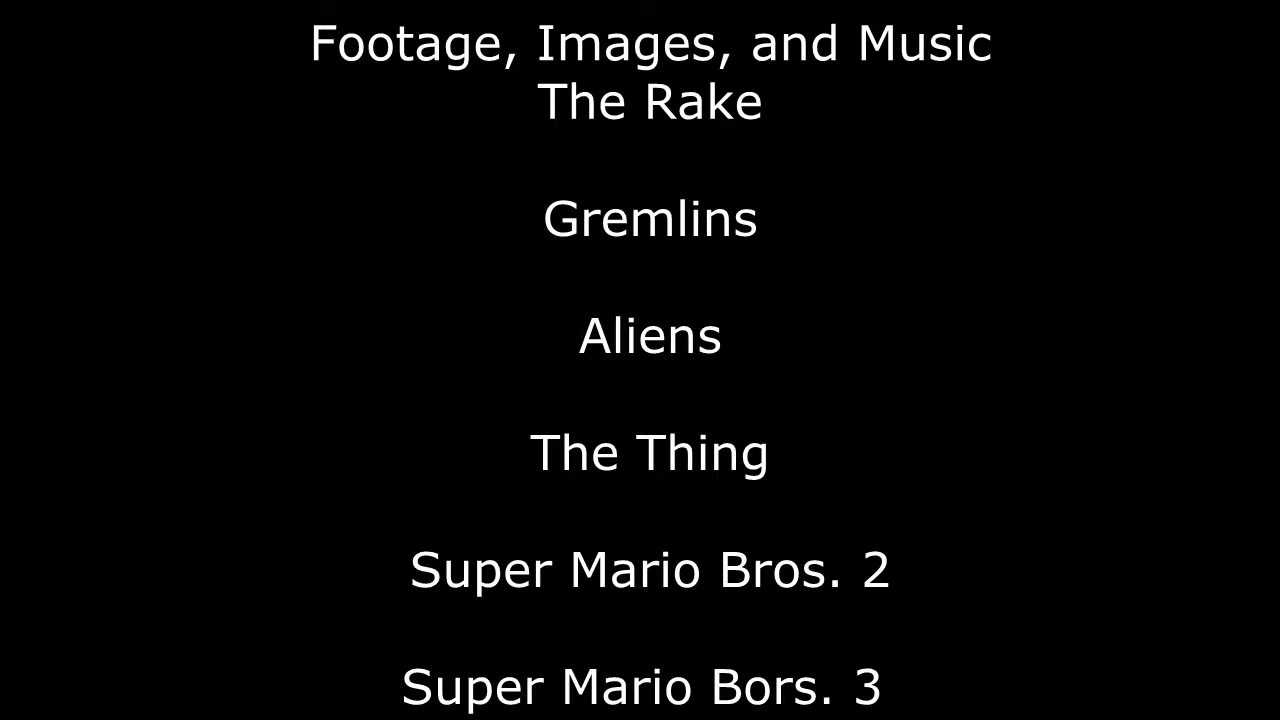 Footage, Images, and Music
The Rake
Gremlins
Aliens
The Thing
Super Mario Bros. 2
Super Mario Bors. 3